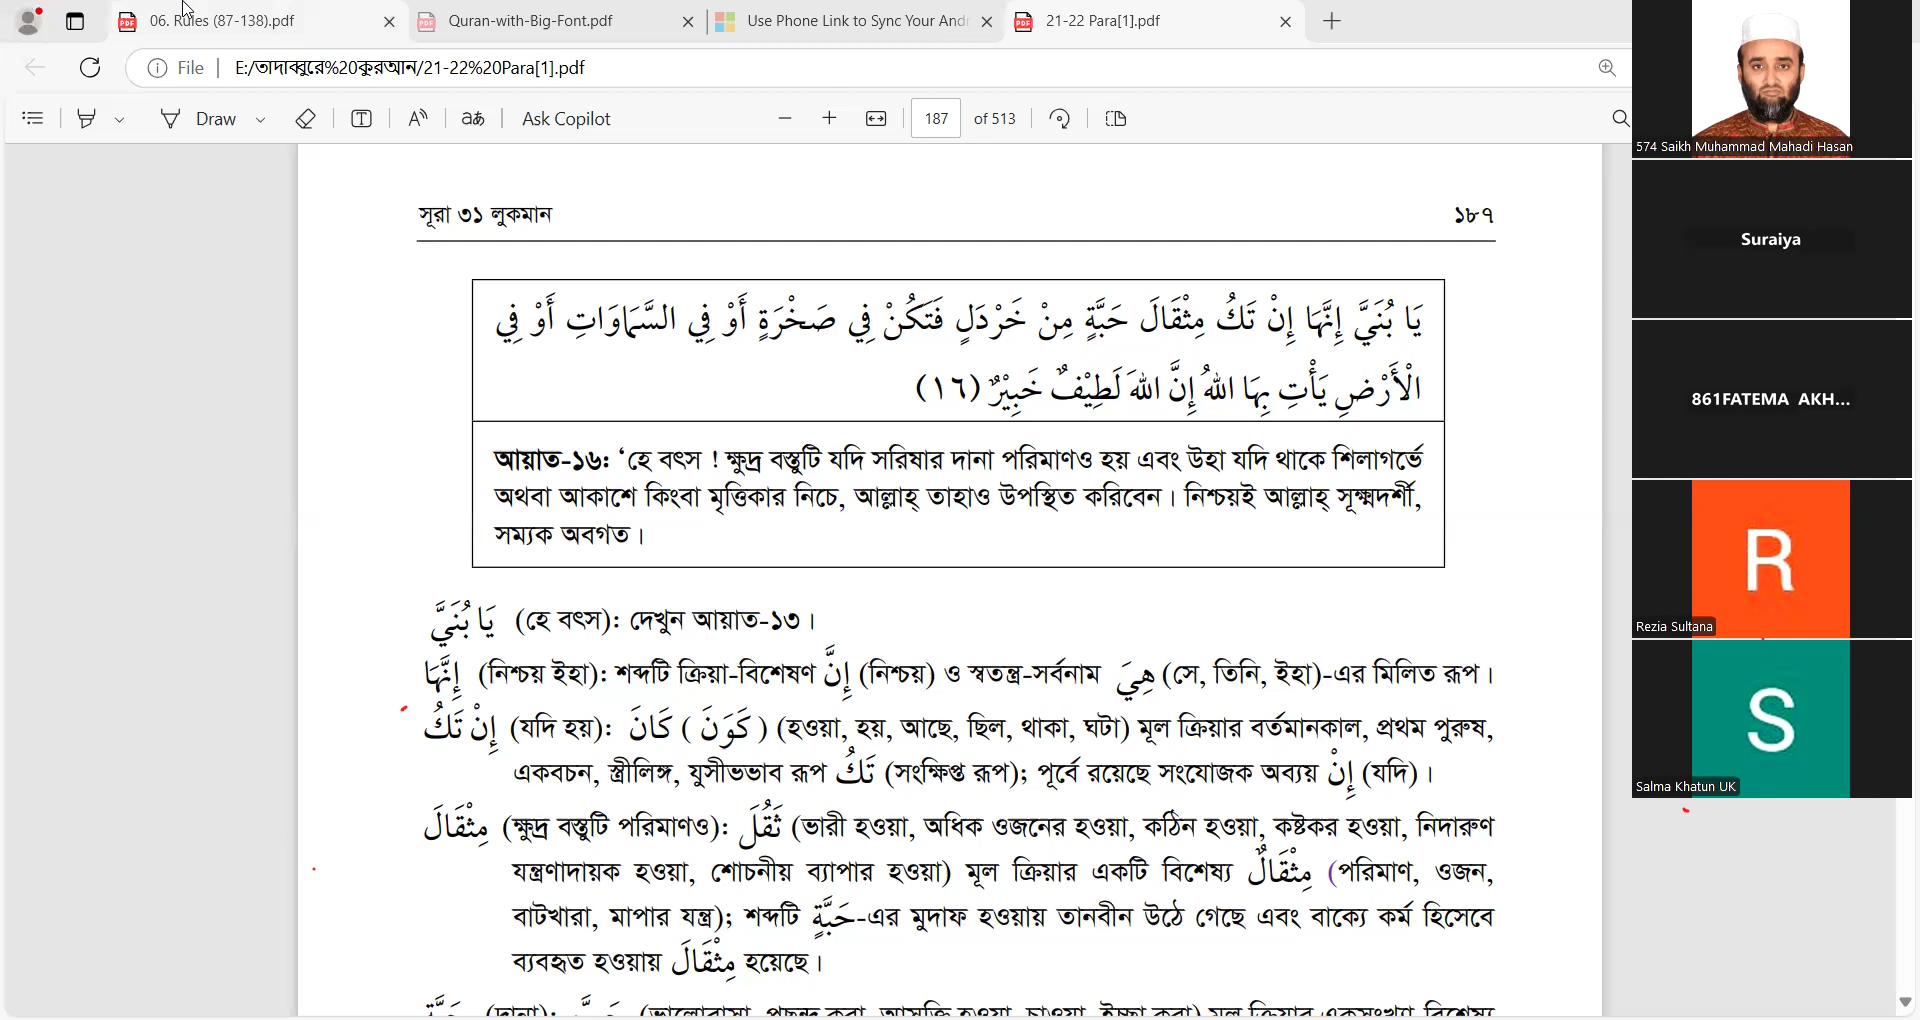 06. Rules (87-138).pdf
Quran-with-Big-Font.pdf
Use Phone Link to Sync Your Andr
21-22 Para[1].pdf
File
E:/তাদাব্বুরে%20কুরআন/21-22%20Para[1].pdf
Draw
Ask Copilot
187
of 513
সূরা ৩১ লুকমান
১৮৭
يَا بُنَيَّ إِنَّهَا إِنْ تَكُ مِثْقَالَ حَبَّةٍ مِنْ خَرْدَلٍ فَتَكُنْ فِي صَخْرَةٍ أَوْ فِي السَّمَاوَاتِ أَوْ فِي
الْأَرْضِ يَأْتِ بِهَا اللهُ إِنَّ اللهَ لَطِيْفٌ خَبِيْرٌ (١٦)
আয়াত-১৬: ‘হে বৎস ! ক্ষুদ্র বস্তুটি যদি সরিষার দানা পরিমাণও হয় এবং উহা যদি থাকে শিলাগর্ভে
অথবা আকাশে কিংবা মৃত্তিকার নিচে, আল্লাহ্ তাহাও উপস্থিত করিবেন। নিশ্চয়ই আল্লাহ্ সূক্ষ্মদর্শী,
সম্যক অবগত।
يَا بُنَيَّ (হে বৎস): দেখুন আয়াত-১৩।
إِنَّهَا (নিশ্চয় ইহা): শব্দটি ক্রিয়া-বিশেষণ إِنَّ (নিশ্চয়) ও স্বতন্ত্র-সর্বনাম هِيَ (সে, তিনি, ইহা)-এর মিলিত রূপ।
إِنْ تَكُ (যদি হয়): كَانَ ( كَوَنَ ) (হওয়া, হয়, আছে, ছিল, থাকা, ঘটা) মূল ক্রিয়ার বর্তমানকাল, প্রথম পুরুষ,
একবচন, স্ত্রীলিঙ্গ, যুসীভভাব রূপ تَكُ (সংক্ষিপ্ত রূপ); পূর্বে রয়েছে সংযোজক অব্যয় إِنْ (যদি)।
مِثْقَالَ (ক্ষুদ্র বস্তুটি পরিমাণও): ثَقُلَ (ভারী হওয়া, অধিক ওজনের হওয়া, কঠিন হওয়া, কষ্টকর হওয়া, নিদারুণ
যন্ত্রণাদায়ক হওয়া, শোচনীয় ব্যাপার হওয়া) মূল ক্রিয়ার একটি বিশেষ্য مِثْقَالٌ (পরিমাণ, ওজন,
বাটখারা, মাপার যন্ত্র); শব্দটি حَبَّةٍ-এর মুদাফ হওয়ায় তানবীন উঠে গেছে এবং বাক্যে কর্ম হিসেবে
ব্যবহৃত হওয়ায় مِثْقَالَ হয়েছে।
(দানা): (ভালোবাসা, পছন্দ করা, আসক্তি হওয়া, চাওয়া, ইচ্ছা করা) মূল ক্রিয়ার একসংখ্যা বিশেষ্য
574 Saikh Muhammad Mahadi Hasan
Suraiya
861FATEMA AKH...
R
Rezia Sultana
S
Salma Khatun UK